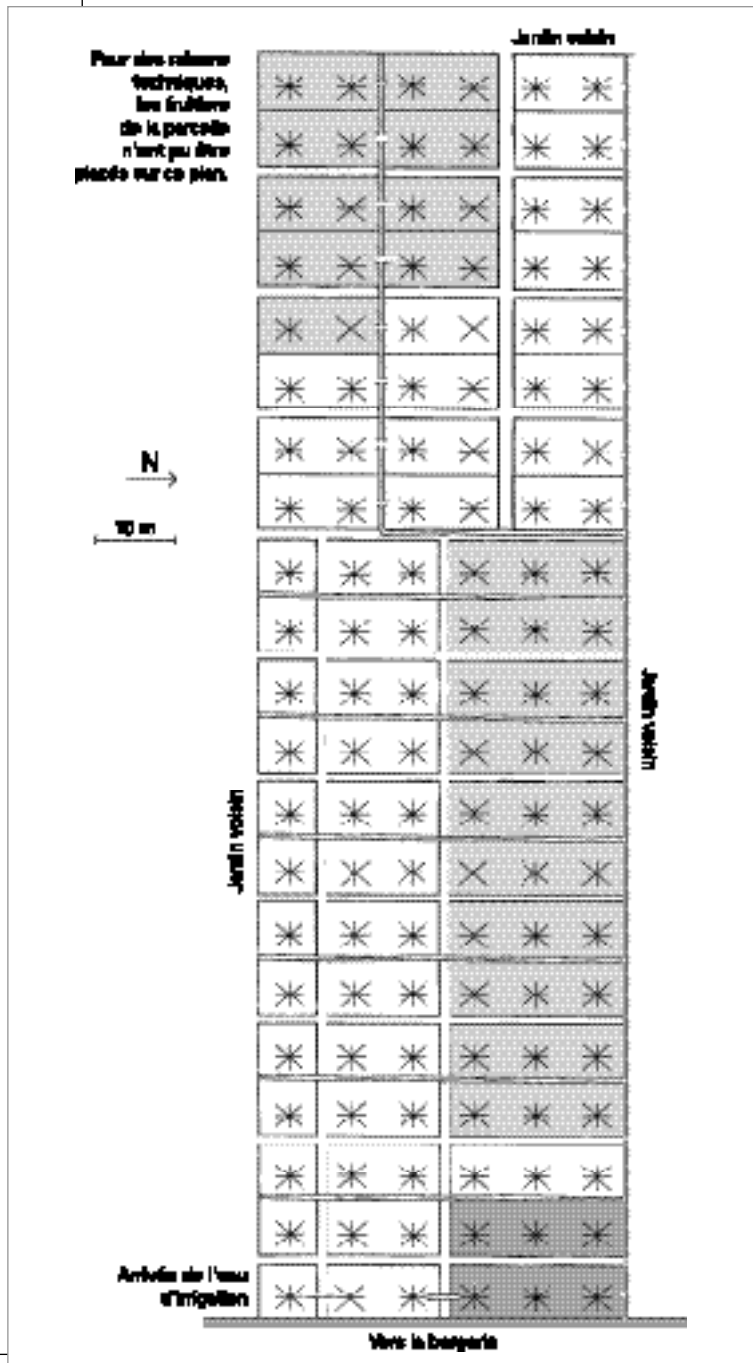 Jardin voisin
Pour des raisons
techniques,
les fruitiers
de la parcelle
n'ont pu être
placés sur ce plan.
N
10 m
Jardin voisin
Jardin voisin
Arrivée de l'eau
d'irrigation
Vers la bergerie